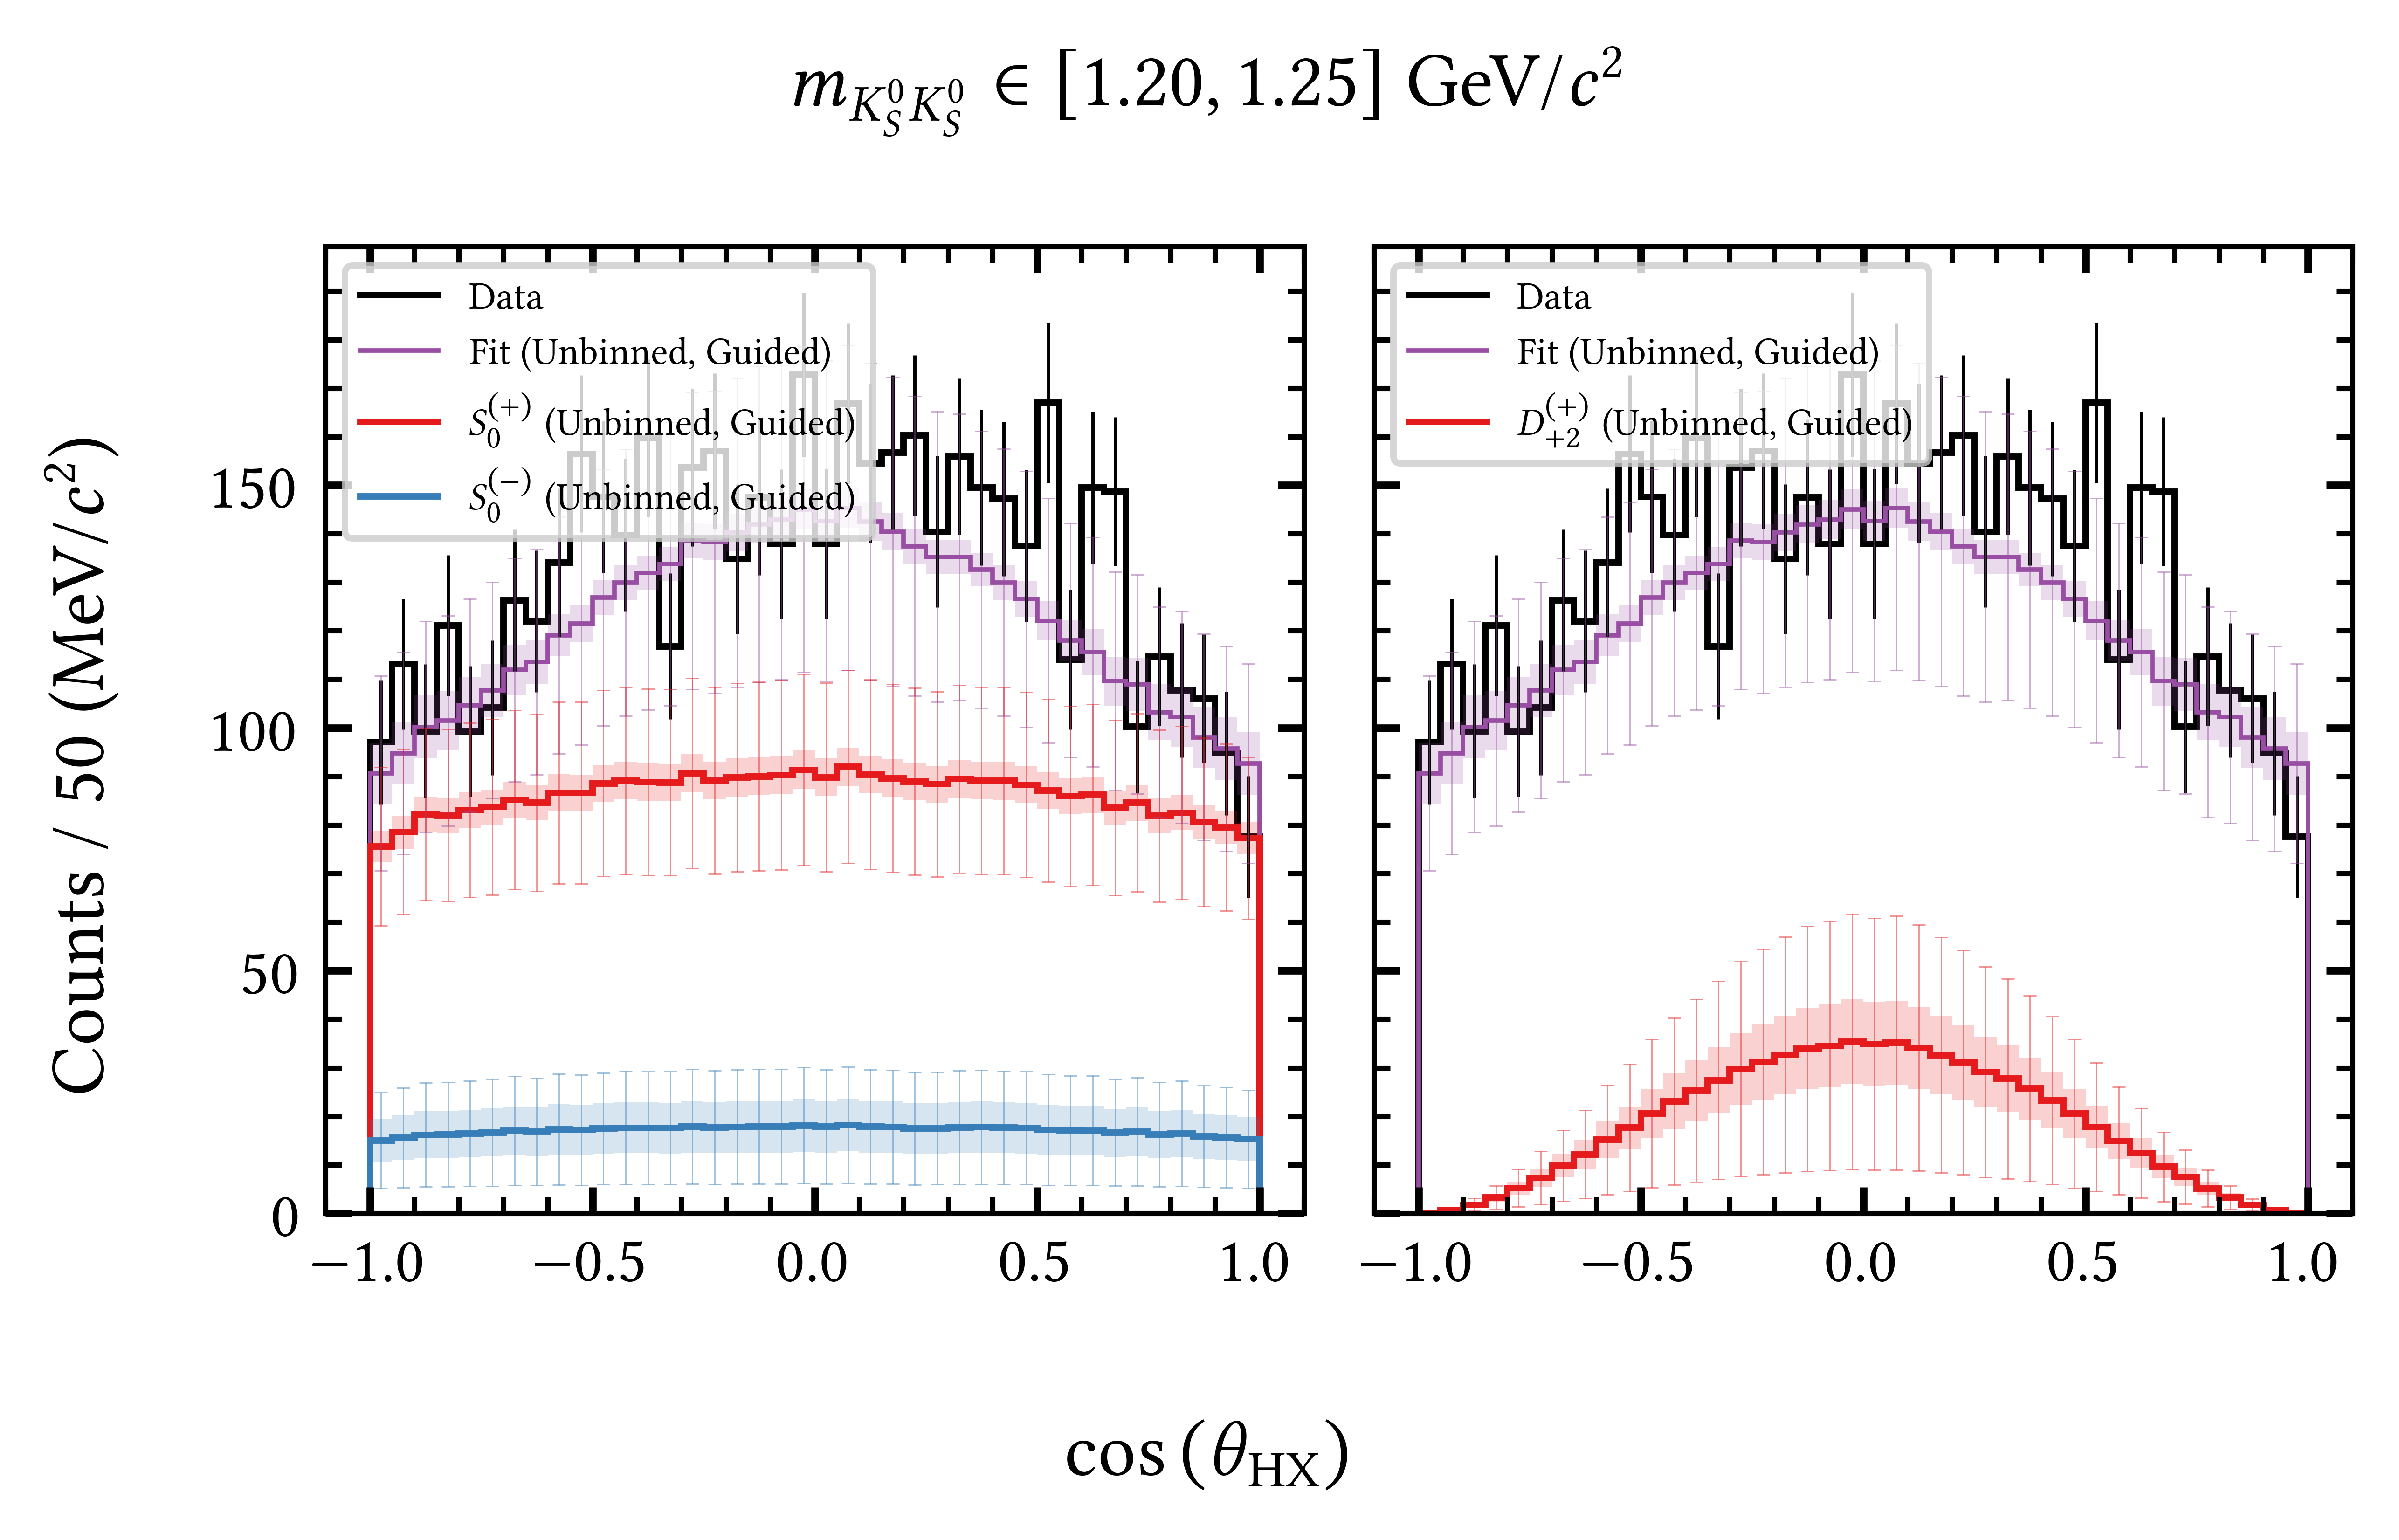 m_{K_S^0 K_S^0} ∈ [1.20, 1.25] GeV/c²
Counts / 50 (MeV/c²)
150
100
50
0
Data
Fit (Unbinned, Guided)
S_0^{(+)} (Unbinned, Guided)
S_0^{(−)} (Unbinned, Guided)
−1.0 −0.5 0.0 0.5 1.0
Data
Fit (Unbinned, Guided)
D_{+2}^{(+)} (Unbinned, Guided)
−1.0 −0.5 0.0 0.5 1.0
cos (θ_{HX})